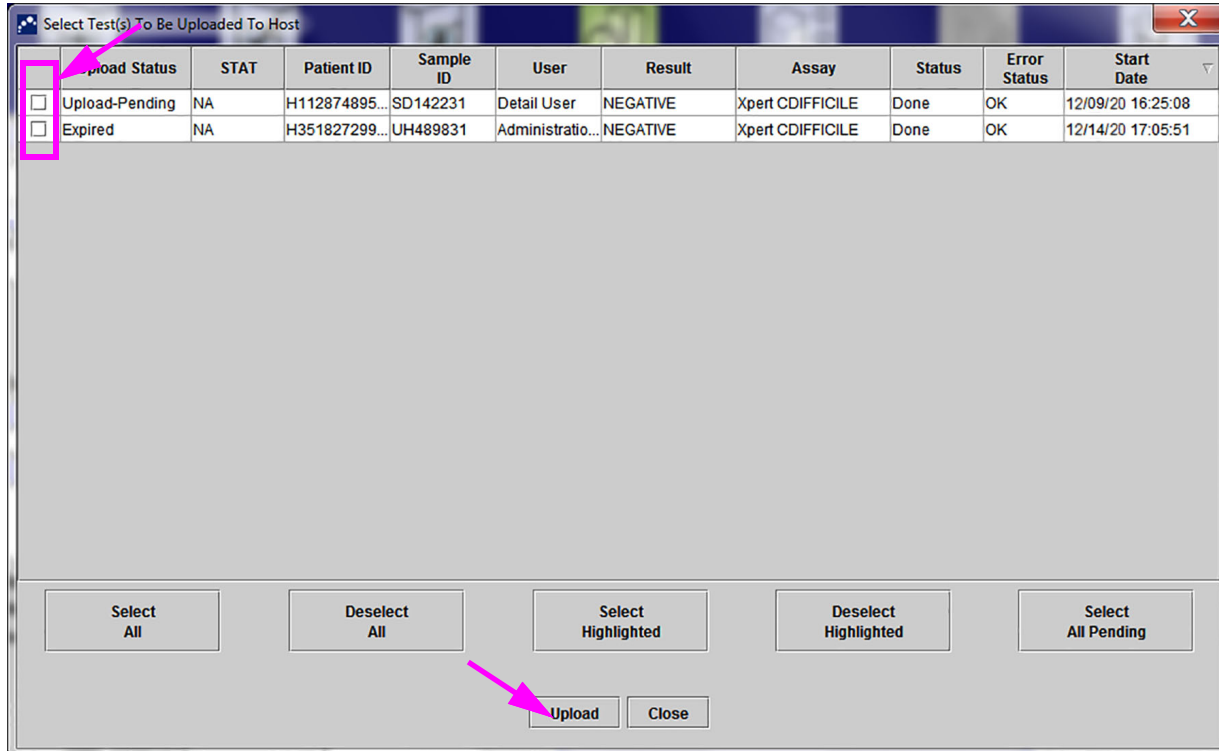 Select Test(s) To Be Uploaded To Host
X
Upload Status STAT Patient ID Sample ID User Result Assay Status Error Status Start Date
Upload-Pending NA H112874895... SD142231 Detail User NEGATIVE Xpert CDIFFICILE Done OK 12/09/20 16:25:08
Expired NA H351827299... UH489831 Administratio... NEGATIVE Xpert CDIFFICILE Done OK 12/14/20 17:05:51
Select All
Deselect All
Select Highlighted
Deselect Highlighted
Select All Pending
Upload Close